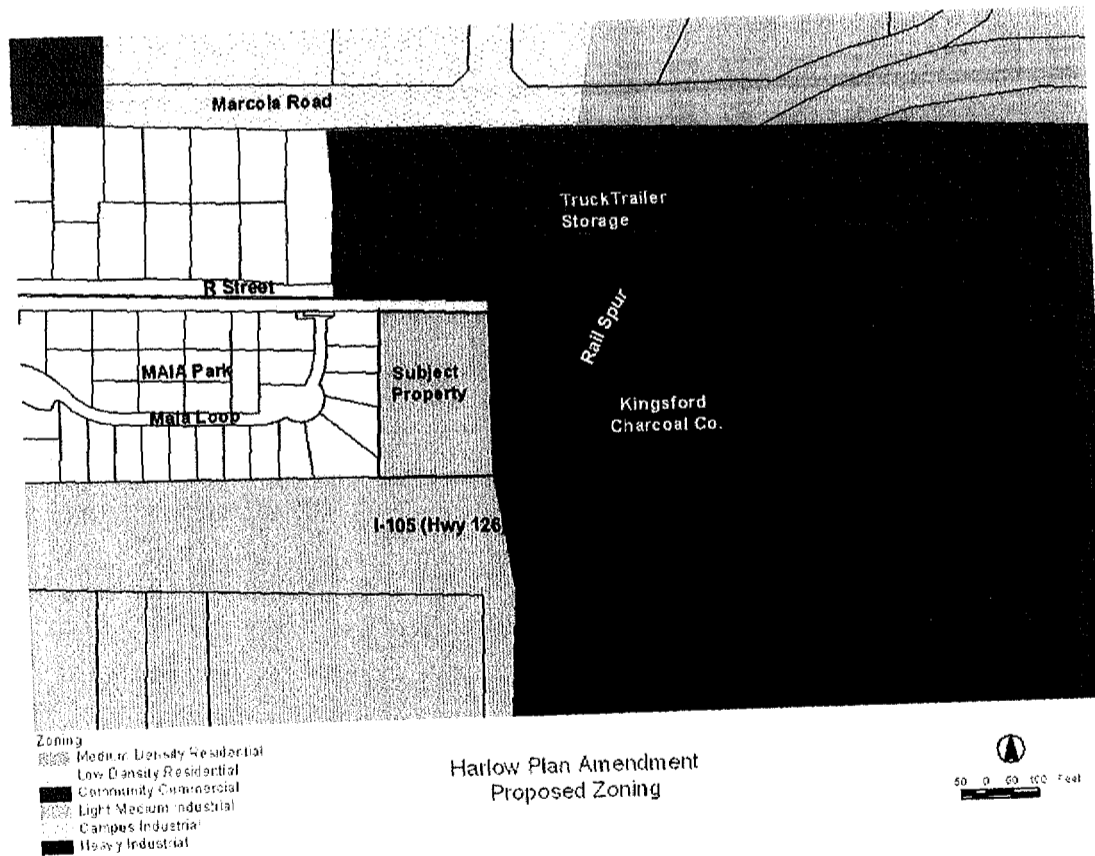 Marcola Road
TruckTrailer
Storage
R Street
Rail Spur
MAIA Park
Subject
Property
Maia Loop
Kingsford
Charcoal Co.
I-105 (Hwy 126)
Zoning
Medium Density Residential
Low Density Residential
Community Commercial
Light Medium Industrial
Campus Industrial
Heavy Industrial
Harlow Plan Amendment
Proposed Zoning
50 0 50 100 Feet